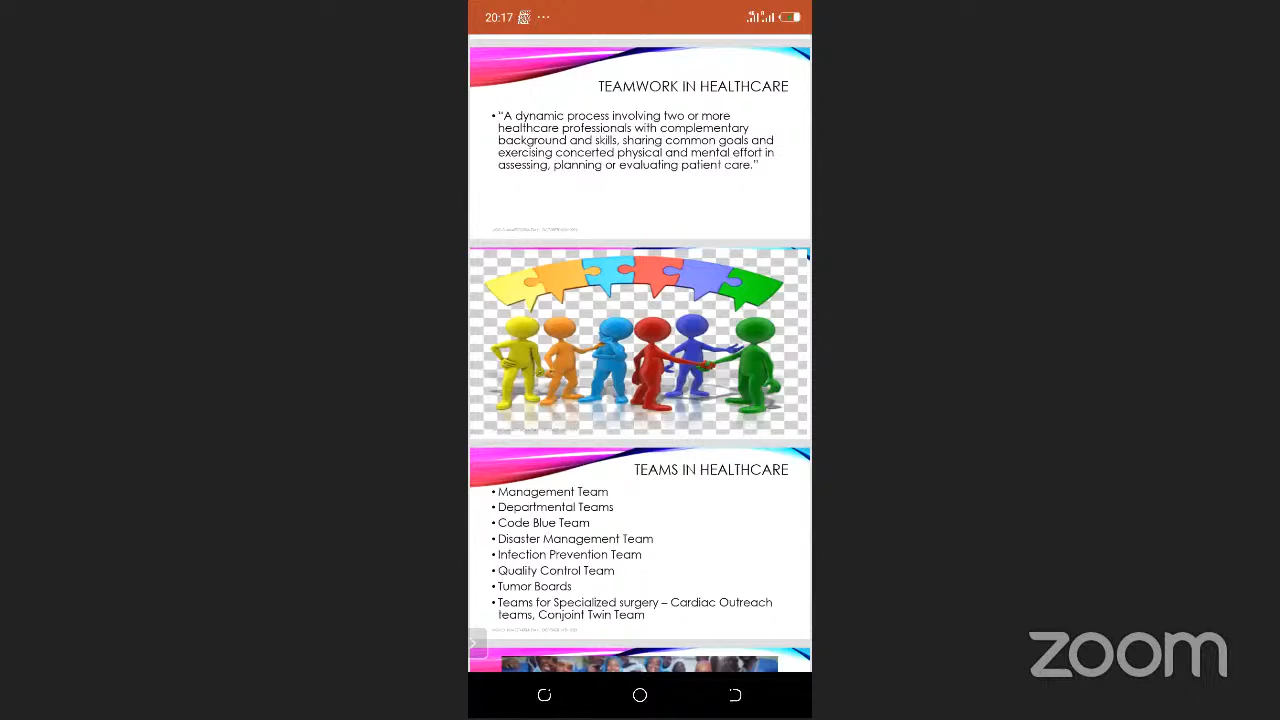 20:17
TEAMWORK IN HEALTHCARE
• "A dynamic process involving two or more
healthcare professionals with complementary
background and skills, sharing common goals and
exercising concerted physical and mental effort in
assessing, planning or evaluating patient care."
TEAMS IN HEALTHCARE
• Management Team
• Departmental Teams
• Code Blue Team
• Disaster Management Team
• Infection Prevention Team
• Quality Control Team
• Tumor Boards
• Teams for Specialized surgery – Cardiac Outreach
teams, Conjoint Twin Team
zoom